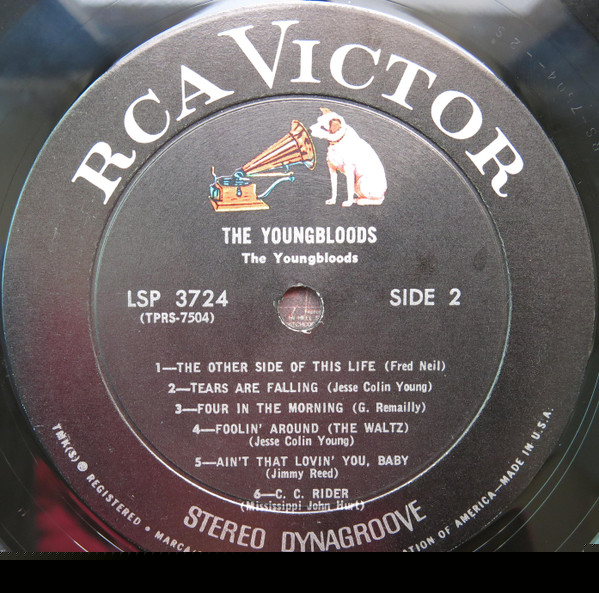 RCA VICTOR
THE YOUNGBLOODS
The Youngbloods
LSP 3724
(TPRS-7504)
SIDE 2
1—THE OTHER SIDE OF THIS LIFE (Fred Neil)
2—TEARS ARE FALLING (Jesse Colin Young)
3—FOUR IN THE MORNING (G. Remailly)
4—FOOLIN' AROUND (THE WALTZ)
(Jesse Colin Young)
5—AIN'T THAT LOVIN' YOU, BABY
(Jimmy Reed)
6—C. C. RIDER
(Mississippi John Hurt)
STEREO DYNAGROOVE
TMK(S) ® REGISTERED • MARCA
OF AMERICA—MADE IN U.S.A.